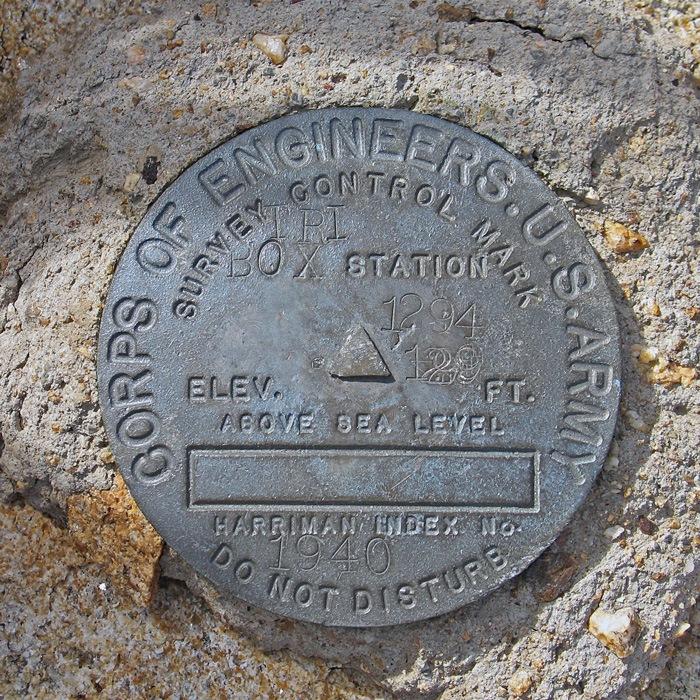 CORPS OF ENGINEERS. U.S. ARMY
SURVEY CONTROL MARK
TRI
BOX STATION
1294
ELEV. FT.
ABOVE SEA LEVEL
HARRIMAN INDEX No.
1940
DO NOT DISTURB